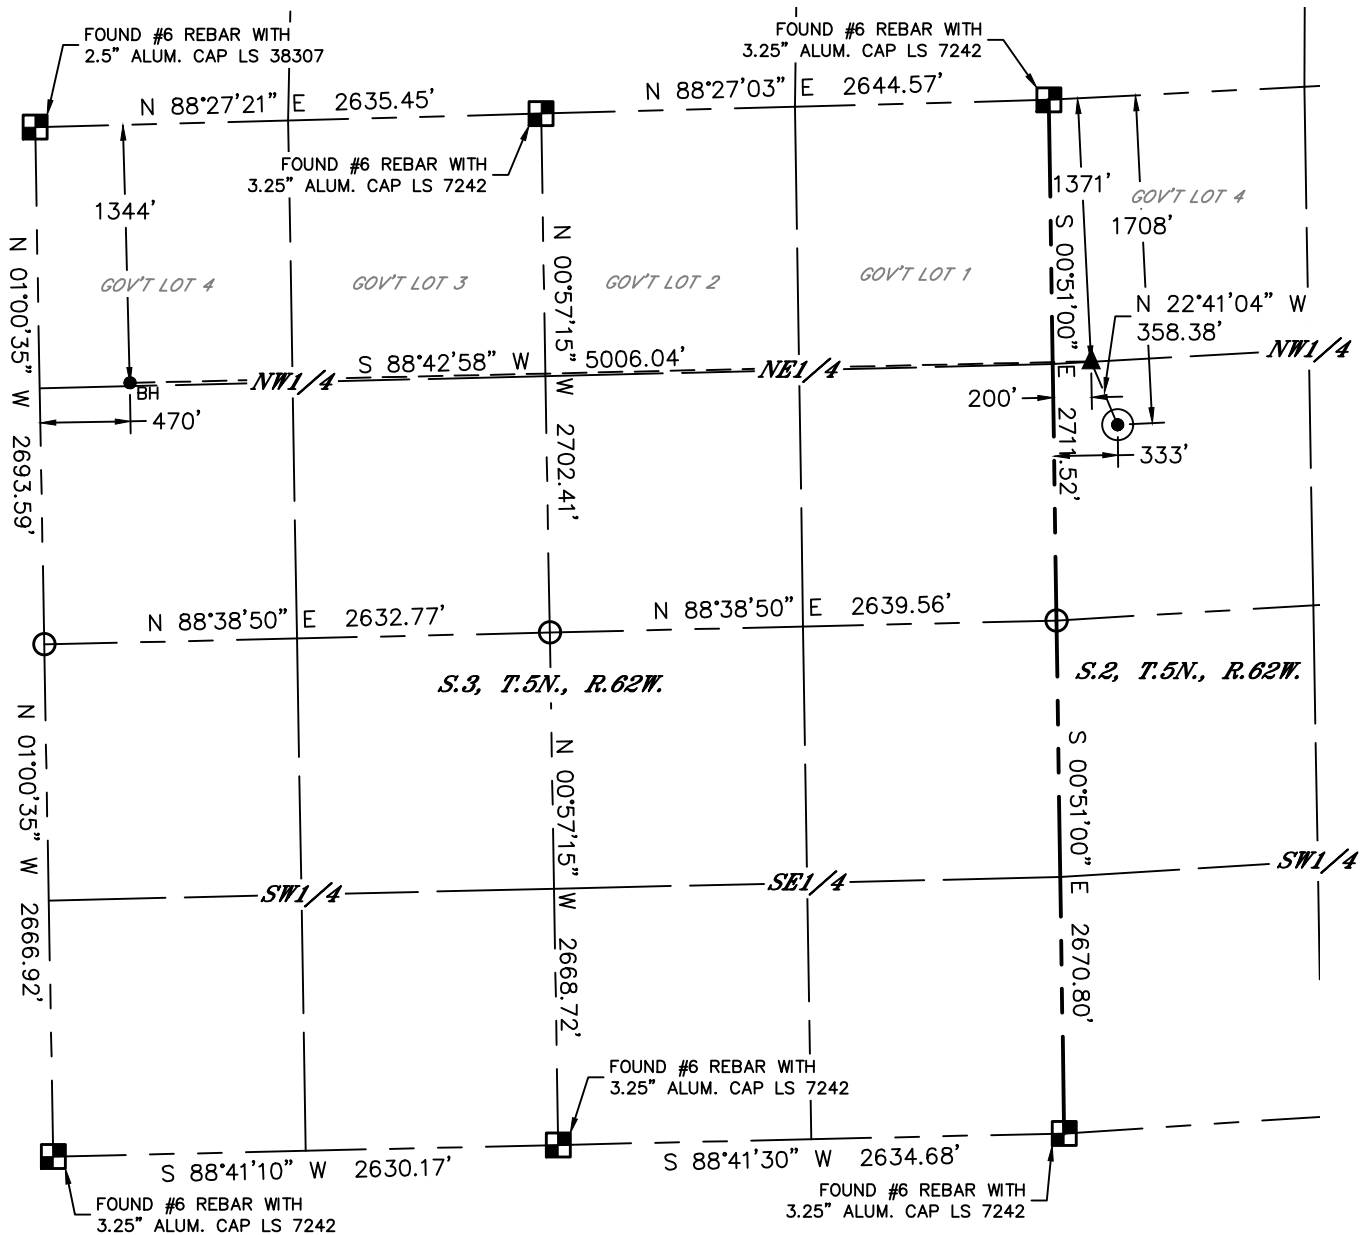 FOUND #6 REBAR WITH
2.5" ALUM. CAP LS 38307
FOUND #6 REBAR WITH
3.25" ALUM. CAP LS 7242
N 88°27'21" E 2635.45'
N 88°27'03" E 2644.57'
FOUND #6 REBAR WITH
3.25" ALUM. CAP LS 7242
1344'
1371'
GOV'T LOT 4
1708'
GOV'T LOT 4
GOV'T LOT 3
GOV'T LOT 2
GOV'T LOT 1
N 01°00'35" W 2693.59'
N 00°57'15" W 2702.41'
S 00°51'00" E 2711.52'
N 22°41'04" W
358.38'
S 88°42'58" W 5006.04'
NW1/4
NE1/4
NW1/4
BH
470'
200'
333'
N 88°38'50" E 2632.77'
N 88°38'50" E 2639.56'
S.3, T.5N., R.62W.
S.2, T.5N., R.62W.
N 01°00'35" W 2666.92'
N 00°57'15" W 2668.72'
S 00°51'00" E 2670.80'
SW1/4
SE1/4
SW1/4
FOUND #6 REBAR WITH
3.25" ALUM. CAP LS 7242
S 88°41'10" W 2630.17'
S 88°41'30" W 2634.68'
FOUND #6 REBAR WITH
3.25" ALUM. CAP LS 7242
FOUND #6 REBAR WITH
3.25" ALUM. CAP LS 7242